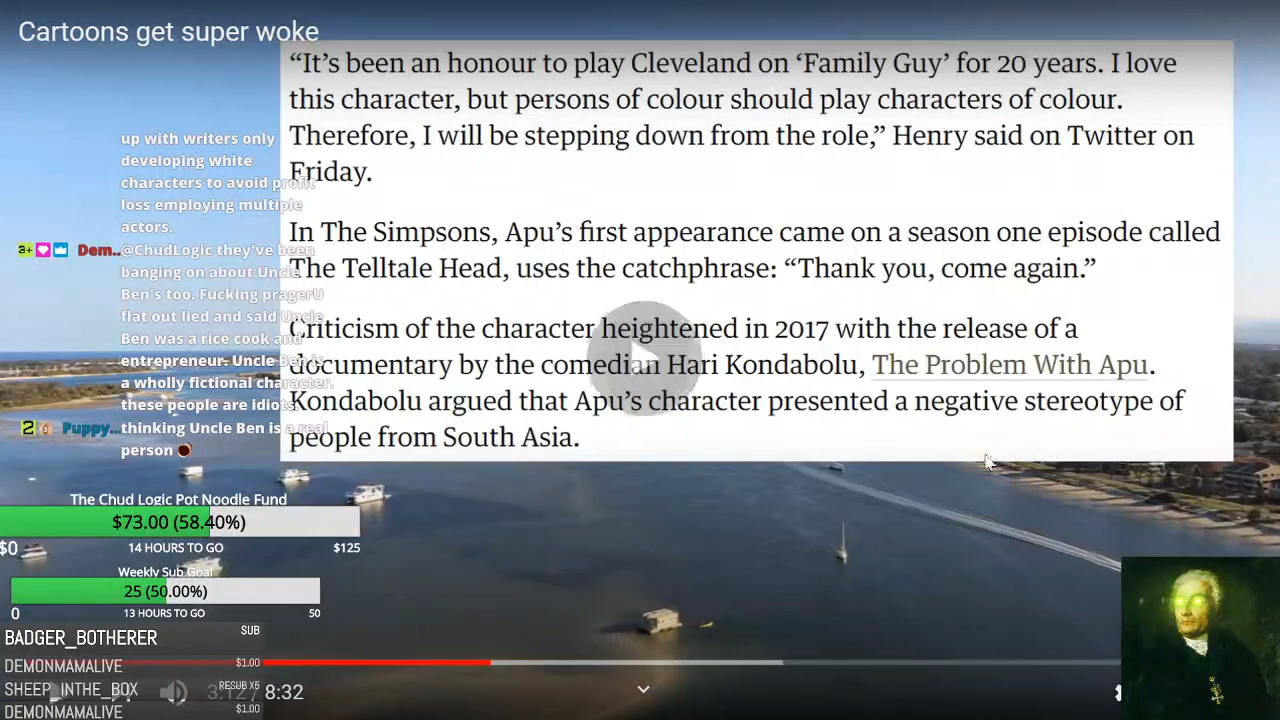 Cartoons get super woke
“It’s been an honour to play Cleveland on ‘Family Guy’ for 20 years. I love
this character, but persons of colour should play characters of colour.
Therefore, I will be stepping down from the role,” Henry said on Twitter on
Friday.
In The Simpsons, Apu’s first appearance came on a season one episode called
The Telltale Head, uses the catchphrase: “Thank you, come again.”
Criticism of the character heightened in 2017 with the release of a
documentary by the comedian Hari Kondabolu, The Problem With Apu.
Kondabolu argued that Apu’s character presented a negative stereotype of
people from South Asia.
up with writers only
developing white
characters to avoid profit
loss employing multiple
actors.
Dem.. @ChudLogic they've been
banging on about Uncle
Ben's too. Fucking pragerU
flat out lied and said Uncle
Ben was a rice cook and
entrepreneur. Uncle Ben is
a wholly fictional character.
these people are idiots
Puppy... thinking Uncle Ben is a real
person
The Chud Logic Pot Noodle Fund
$73.00 (58.40%)
$0 14 HOURS TO GO $125
Weekly Sub Goal
25 (50.00%)
0 13 HOURS TO GO 50
BADGER_BOTHERER SUB
DEMONMAMALIVE $1.00
SHEEP_INTHE_BOX RESUB X5
DEMONMAMALIVE $1.00
3:12 / 8:32